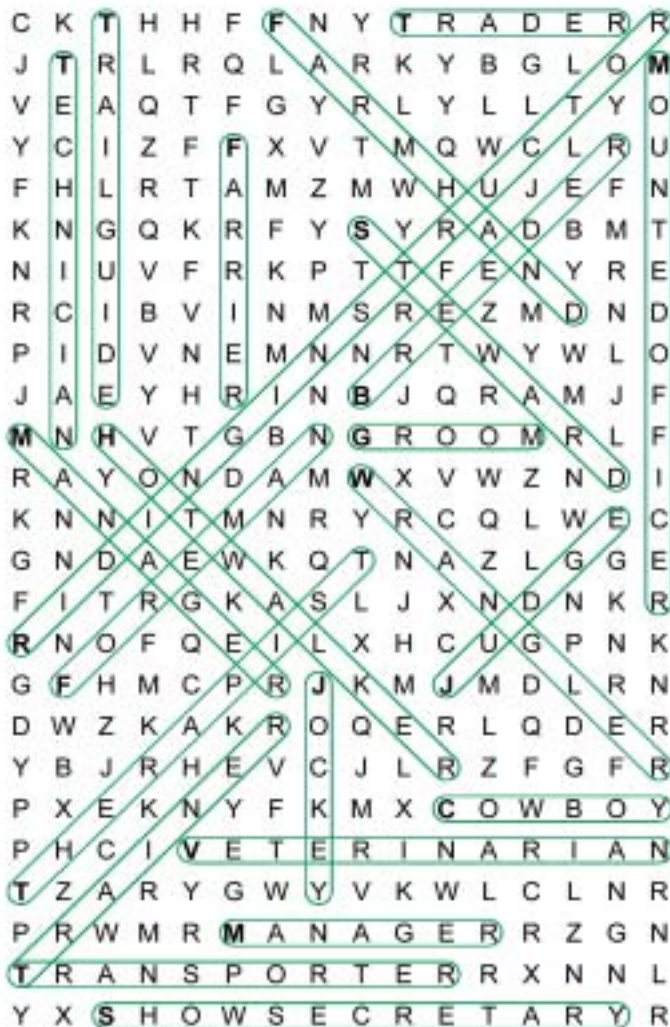 C K T H H F F N Y T R A D E R R
J T R L R Q L A R K Y B G L O M
V E A Q T F G Y R L Y L L T Y O
Y C I Z F F X V T M Q W C L R U
F H L R T A M Z M W H U J E F N
K N G Q K R F Y S Y R A D B M T
N I U V F R K P T T F E N Y R E
R C I B V I N M S R E Z M D N D
P I D V N E M N N R T W Y W L O
J A E Y H R I N B J Q R A M J F
M N H V T G B N G R O O M R L F
R A Y O N D A M W X V W Z N D I
K N N I T M N R Y R C Q L W E C
G N D A E W K Q T N A Z L G G E
F I T R G K A S L J X N D N K R
R N O F Q E I L X H C U G P N K
G F H M C P R J K M J M D L R N
D W Z K A K R O Q E R L Q D E R
Y B J R H E V C J L R Z F G F R
P X E K N Y F K M X C O W B O Y
P H C I V E T E R I N A R I A N
T Z A R Y G W Y V K W L C L N R
P R W M R M A N A G E R R Z G N
T R A N S P O R T E R R X N N L
Y X S H O W S E C R E T A R Y R